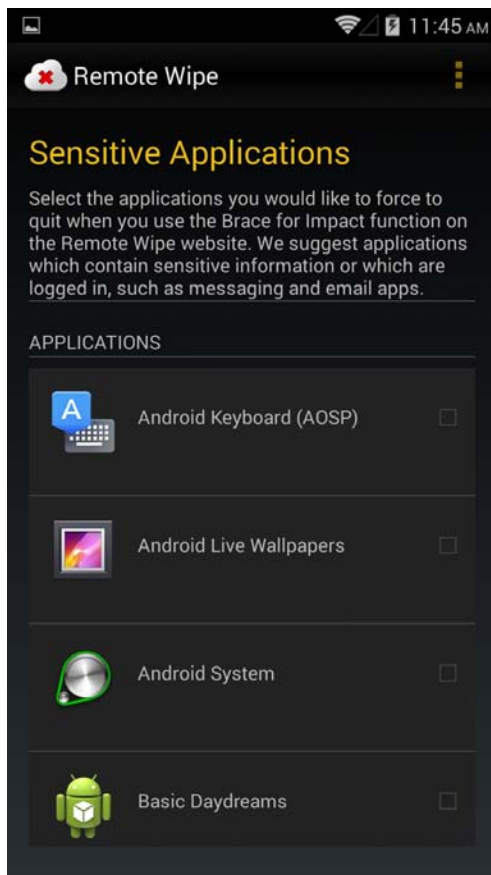 11:45 AM
Remote Wipe
Sensitive Applications
Select the applications you would like to force to
quit when you use the Brace for Impact function on
the Remote Wipe website. We suggest applications
which contain sensitive information or which are
logged in, such as messaging and email apps.
APPLICATIONS
A
Android Keyboard (AOSP)
Android Live Wallpapers
Android System
Basic Daydreams